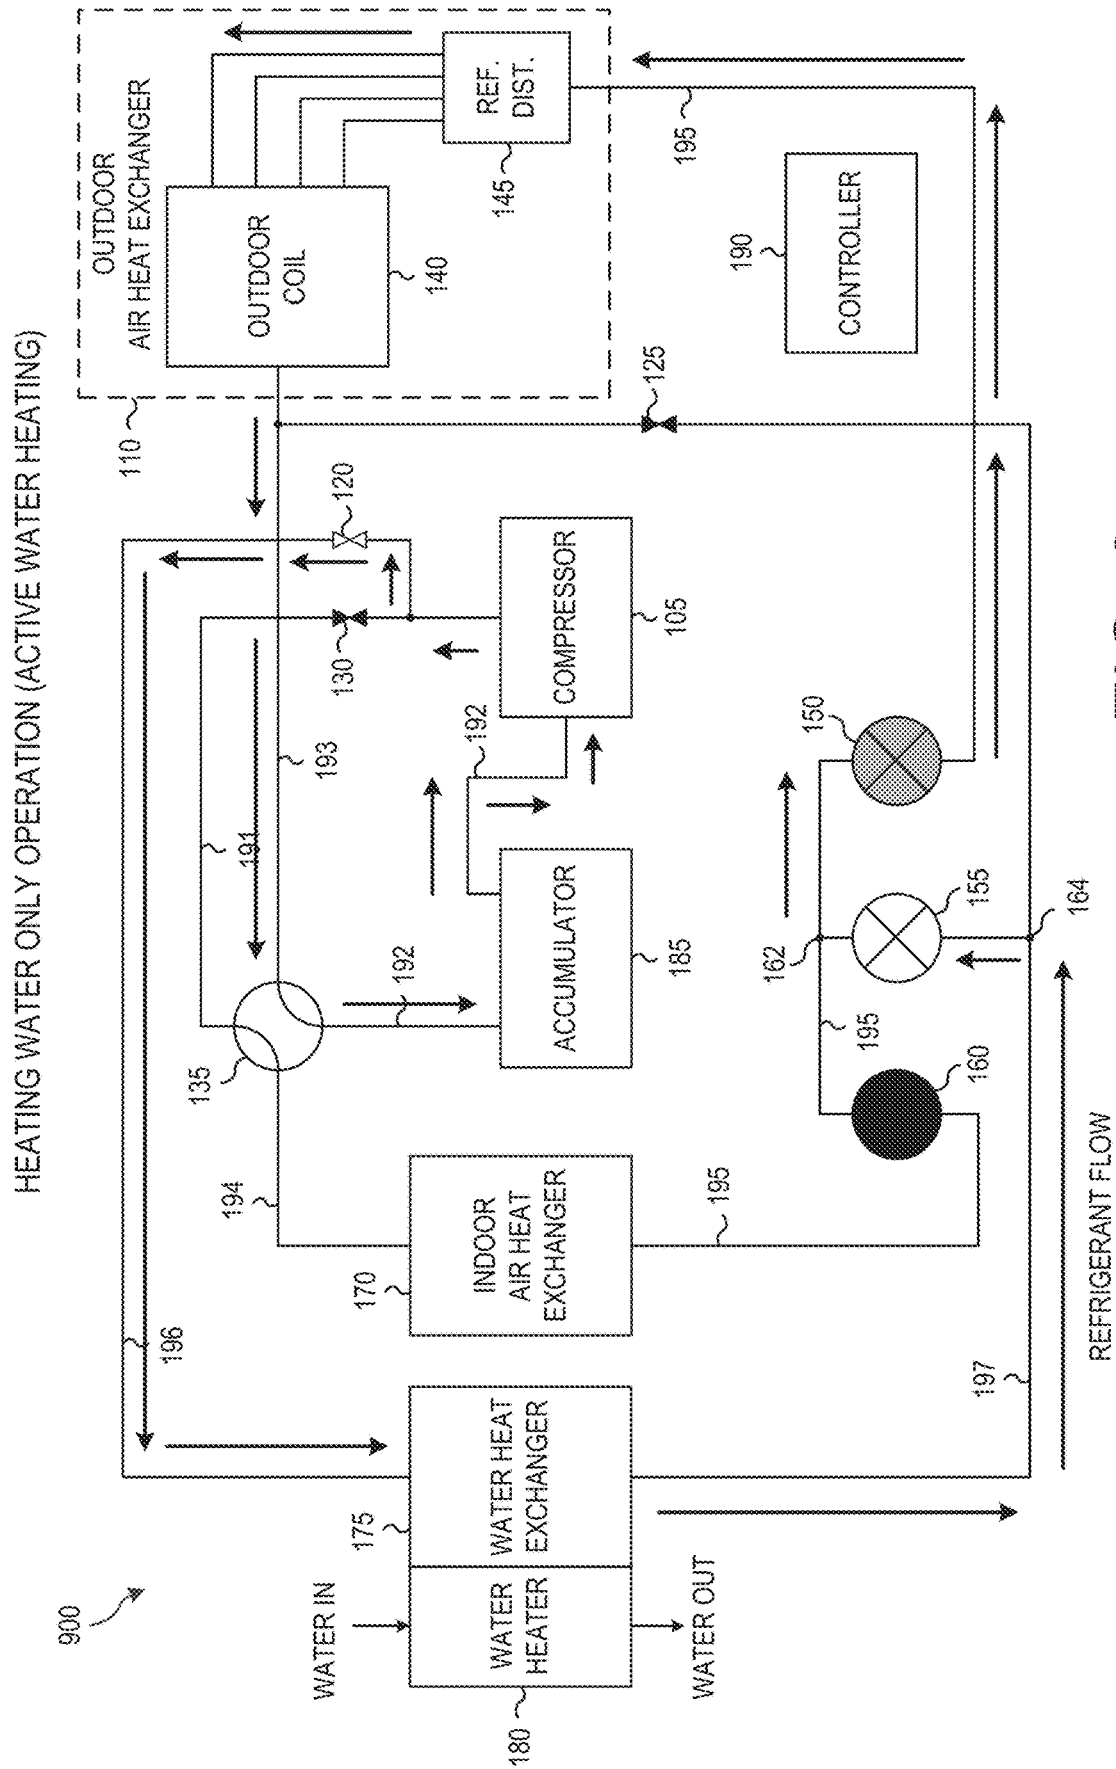 HEATING WATER ONLY OPERATION (ACTIVE WATER HEATING)
900
WATER IN
WATER
HEATER
180
WATER OUT
175
WATER HEAT
EXCHANGER
196
170
INDOOR
AIR HEAT
EXCHANGER
194
195
197
REFRIGERANT FLOW
135
191
193
192
ACCUMULATOR
185
192
COMPRESSOR
105
130
120
160
195
162
155
164
150
125
110
OUTDOOR
AIR HEAT EXCHANGER
OUTDOOR
COIL
140
REF.
DIST.
145
195
190
CONTROLLER